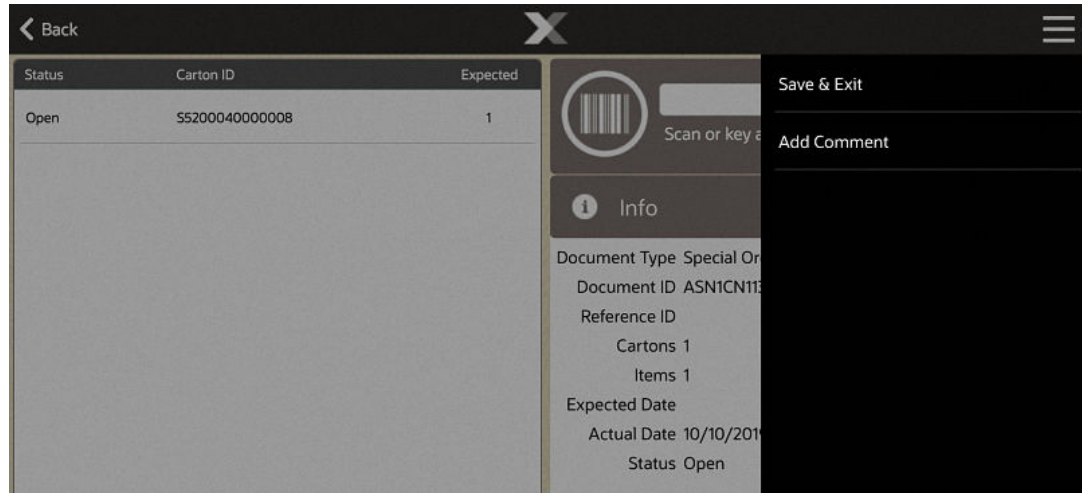 Back
Status Carton ID Expected
Open S5200040000008 1
Scan or key a
Info
Document Type Special Or
Document ID ASN1CN113
Reference ID
Cartons 1
Items 1
Expected Date
Actual Date 10/10/201
Status Open
Save & Exit
Add Comment